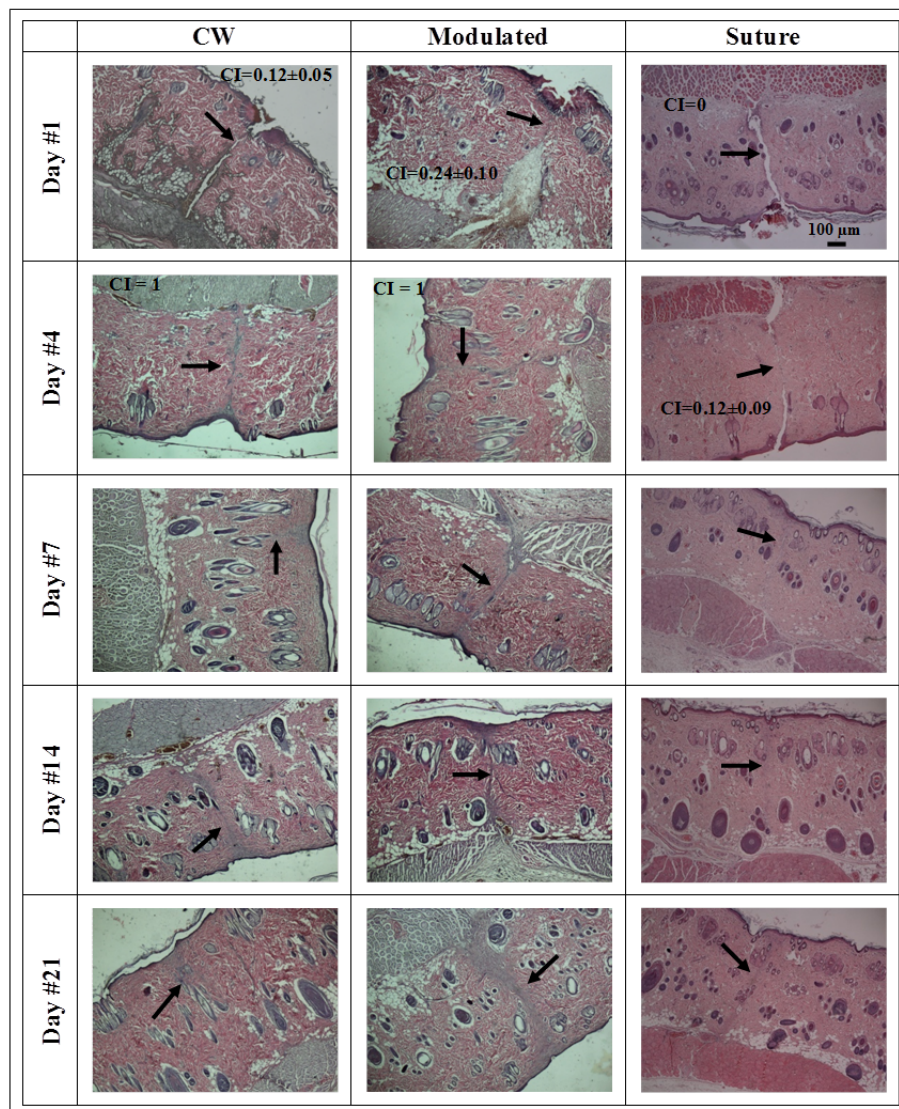 CW Modulated Suture
Day #1
CI=0.12±0.05
CI=0.24±0.10
CI=0
100 µm
Day #4
CI = 1
CI = 1
CI=0.12±0.09
Day #7
Day #14
Day #21